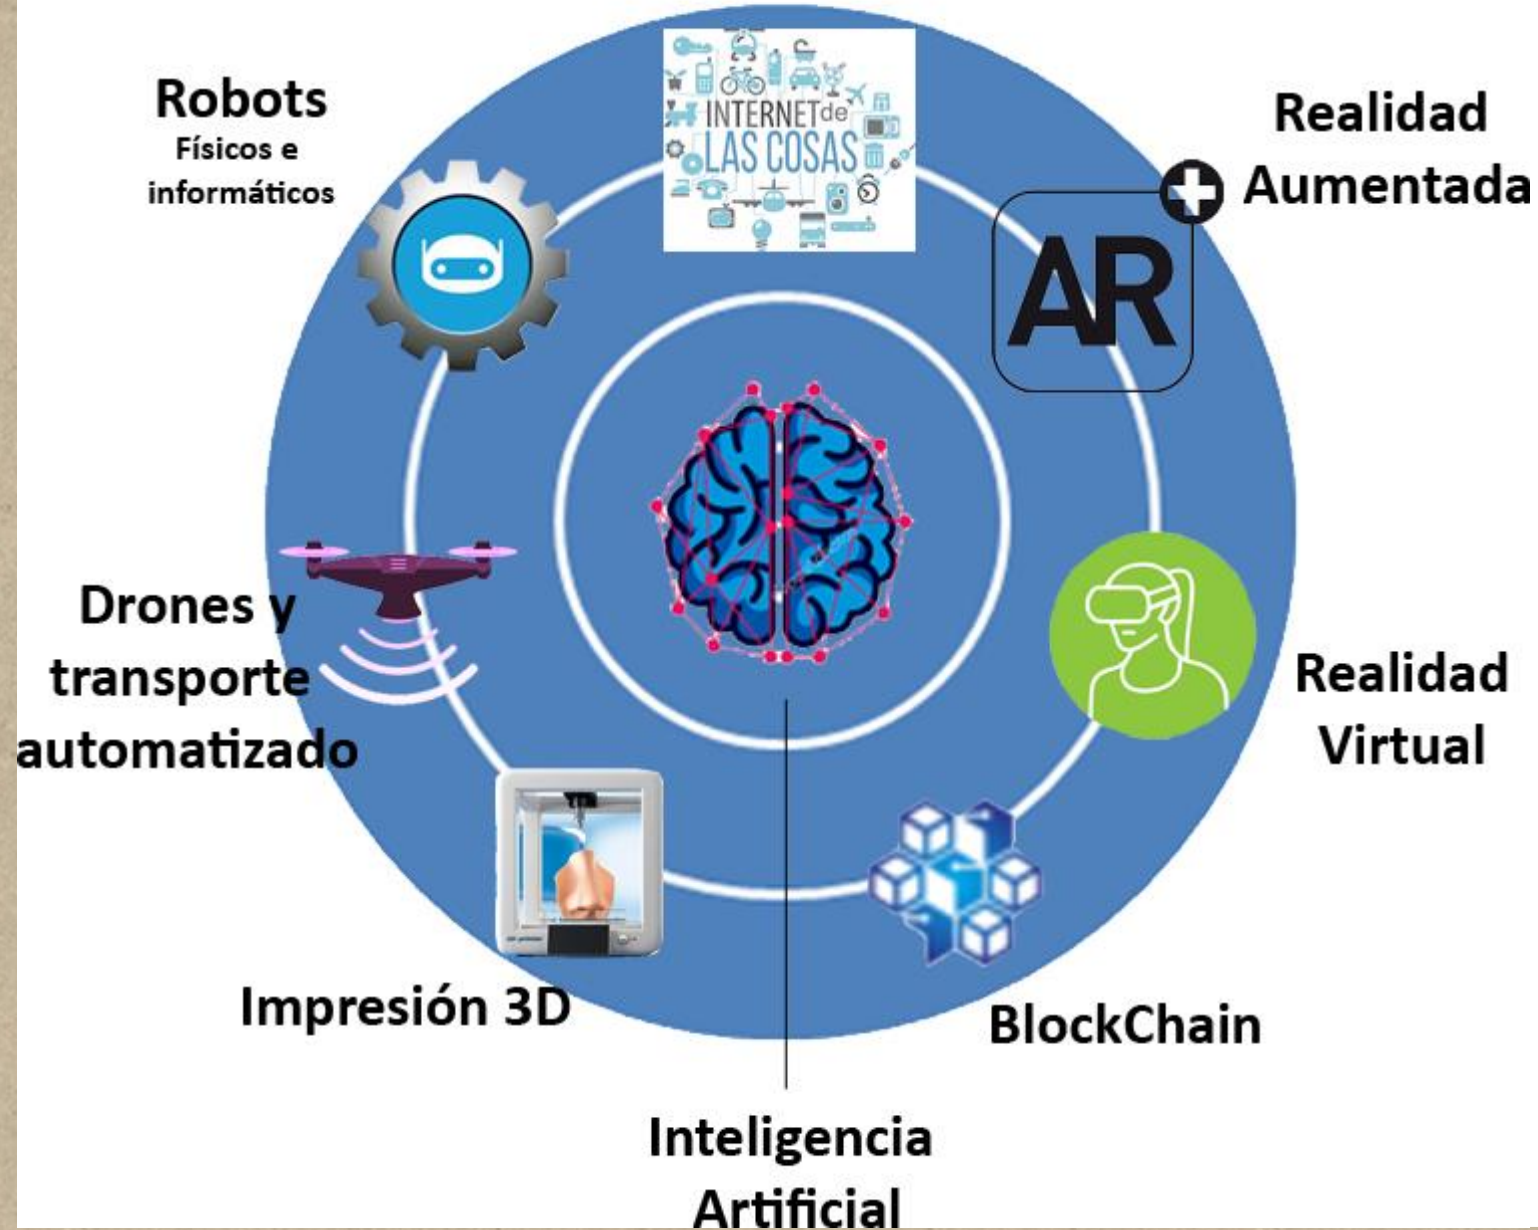 INTERNET de
LAS COSAS
Robots
Físicos e
informáticos
Realidad
Aumentada
AR
Drones y
transporte
automatizado
Realidad
Virtual
Impresión 3D
BlockChain
Inteligencia
Artificial